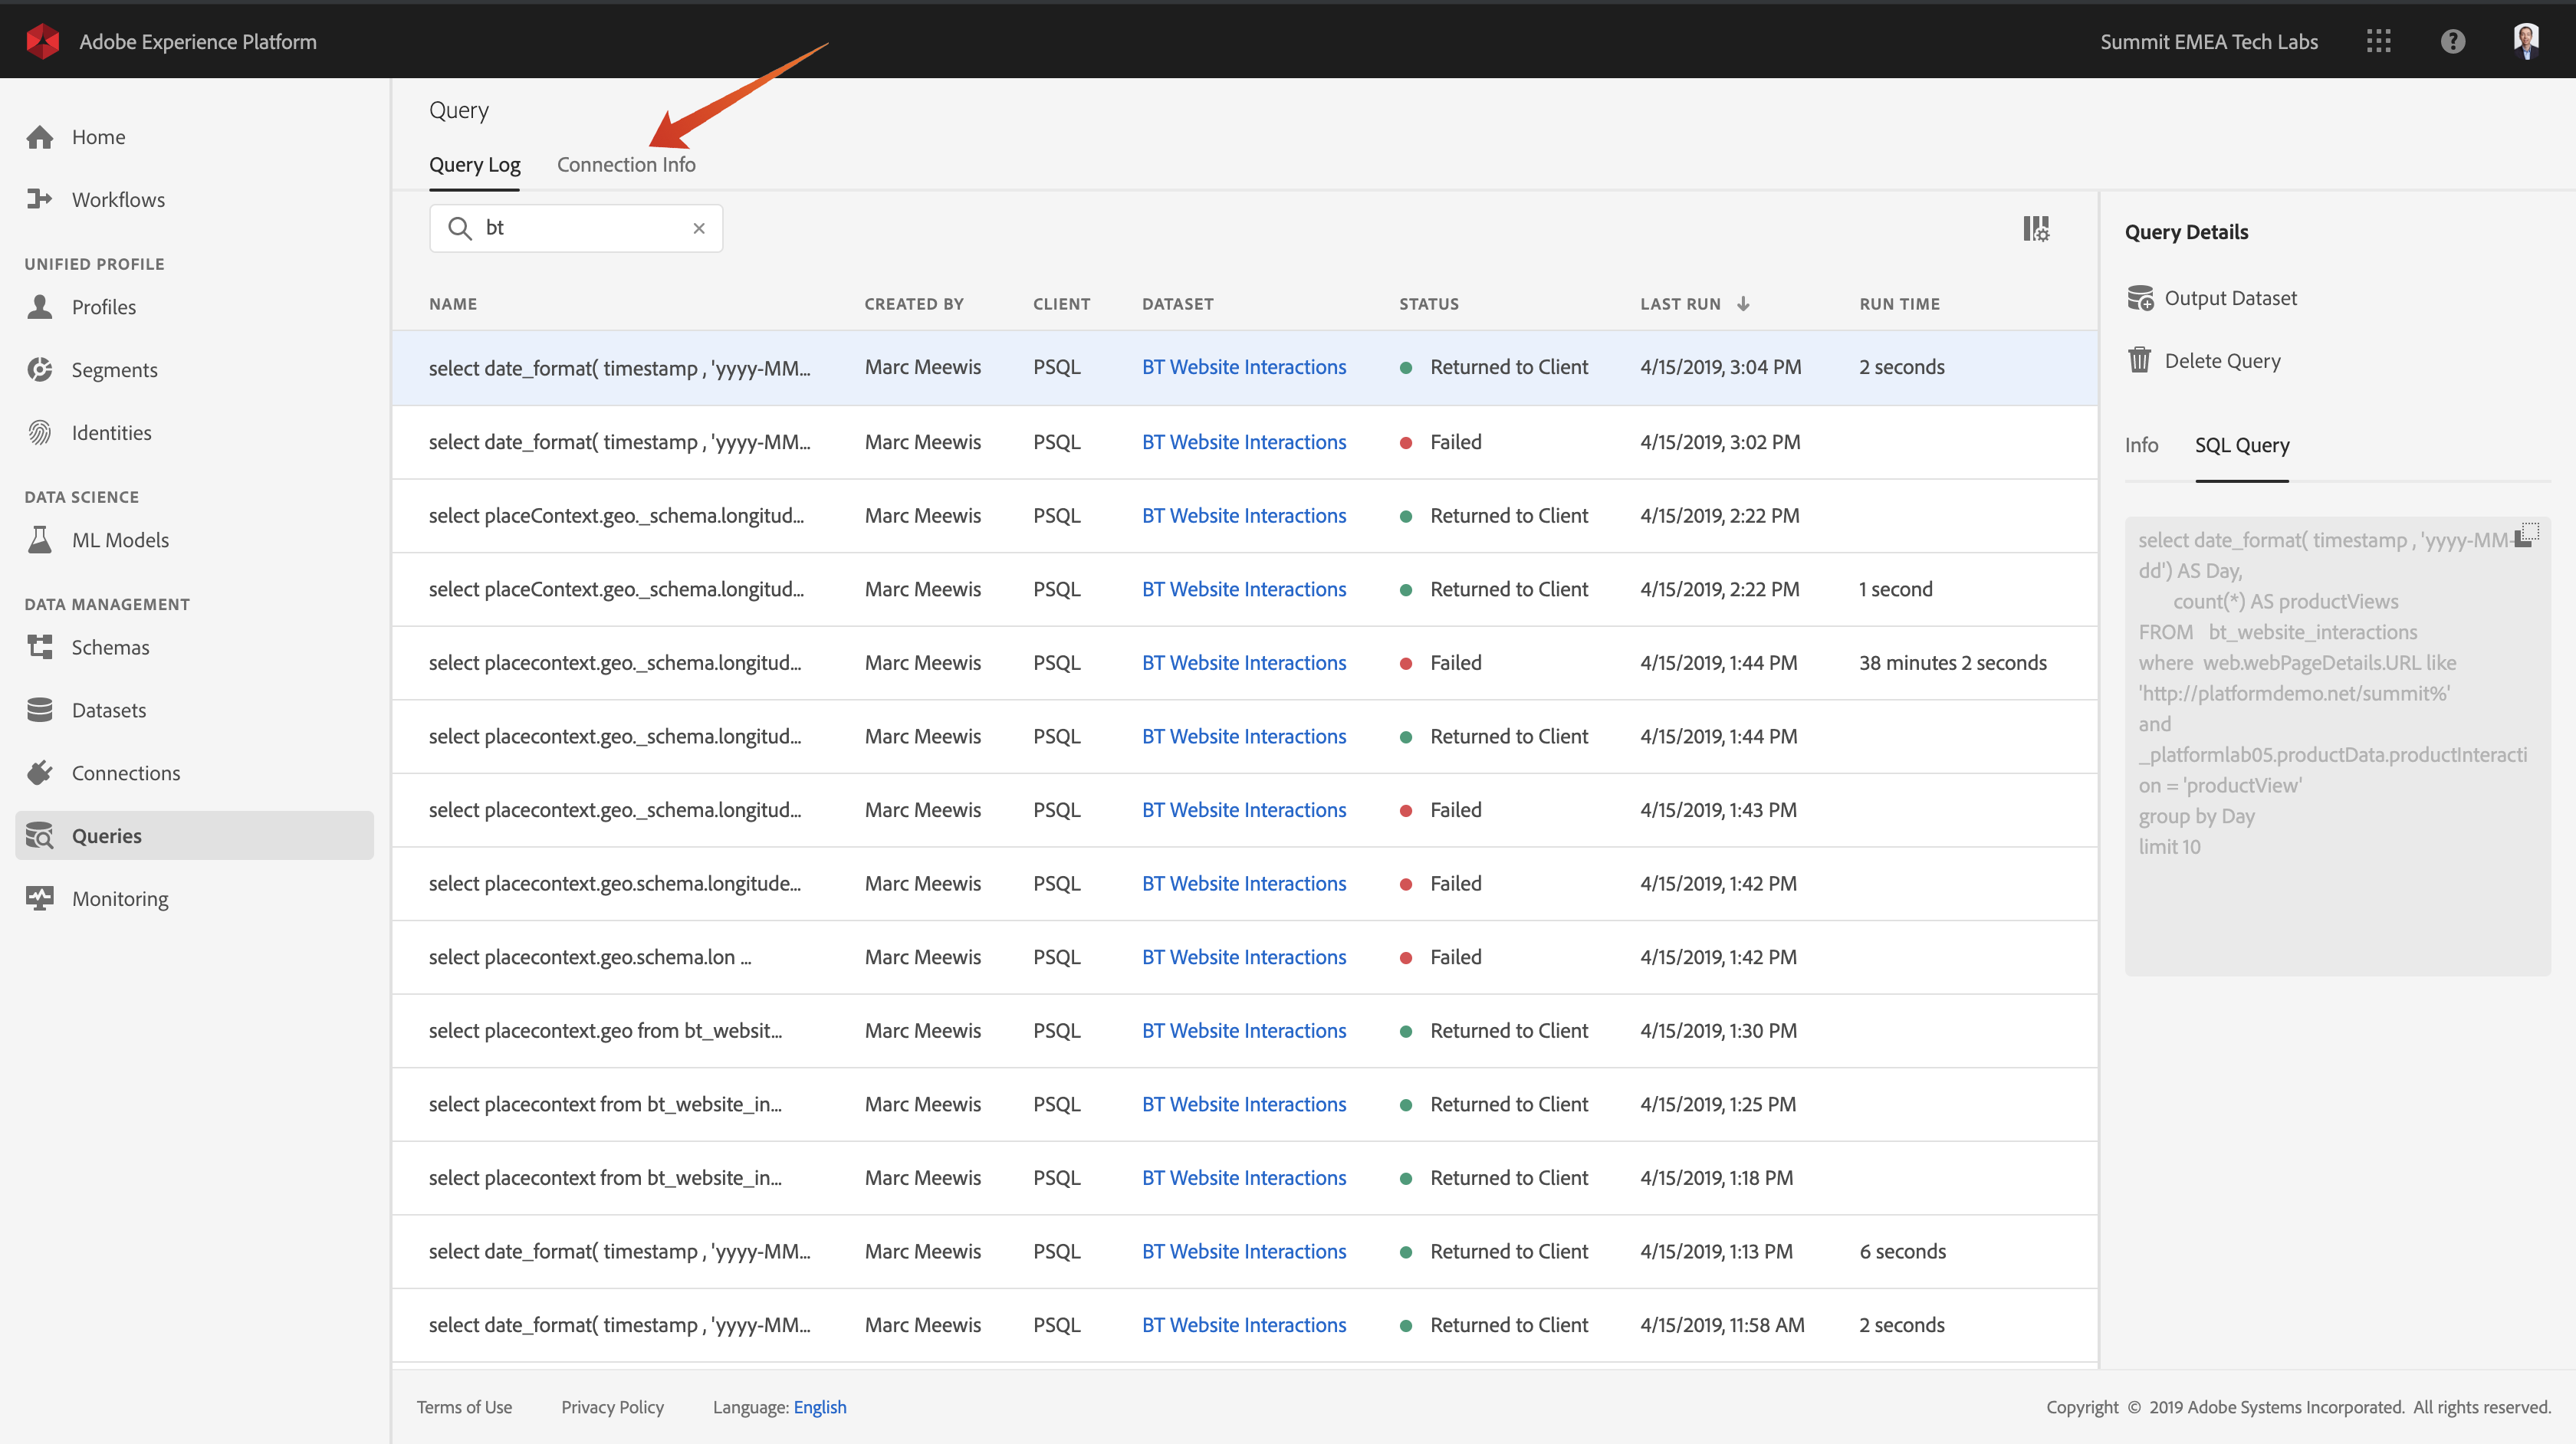 Adobe Experience Platform
Summit EMEA Tech Labs
Home
Workflows
UNIFIED PROFILE
Profiles
Segments
Identities
DATA SCIENCE
ML Models
DATA MANAGEMENT
Schemas
Datasets
Connections
Queries
Monitoring
Query
Query Log Connection Info
bt
NAME CREATED BY CLIENT DATASET STATUS LAST RUN RUN TIME
select date_format( timestamp , 'yyyy-MM... Marc Meewis PSQL BT Website Interactions Returned to Client 4/15/2019, 3:04 PM 2 seconds
select date_format( timestamp , 'yyyy-MM... Marc Meewis PSQL BT Website Interactions Failed 4/15/2019, 3:02 PM
select placeContext.geo._schema.longitud... Marc Meewis PSQL BT Website Interactions Returned to Client 4/15/2019, 2:22 PM
select placeContext.geo._schema.longitud... Marc Meewis PSQL BT Website Interactions Returned to Client 4/15/2019, 2:22 PM 1 second
select placecontext.geo._schema.longitud... Marc Meewis PSQL BT Website Interactions Failed 4/15/2019, 1:44 PM 38 minutes 2 seconds
select placecontext.geo._schema.longitud... Marc Meewis PSQL BT Website Interactions Returned to Client 4/15/2019, 1:44 PM
select placecontext.geo._schema.longitud... Marc Meewis PSQL BT Website Interactions Failed 4/15/2019, 1:43 PM
select placecontext.geo.schema.longitude... Marc Meewis PSQL BT Website Interactions Failed 4/15/2019, 1:42 PM
select placecontext.geo.schema.lon ... Marc Meewis PSQL BT Website Interactions Failed 4/15/2019, 1:42 PM
select placecontext.geo from bt_websit... Marc Meewis PSQL BT Website Interactions Returned to Client 4/15/2019, 1:30 PM
select placecontext from bt_website_in... Marc Meewis PSQL BT Website Interactions Returned to Client 4/15/2019, 1:25 PM
select placecontext from bt_website_in... Marc Meewis PSQL BT Website Interactions Returned to Client 4/15/2019, 1:18 PM
select date_format( timestamp , 'yyyy-MM... Marc Meewis PSQL BT Website Interactions Returned to Client 4/15/2019, 1:13 PM 6 seconds
select date_format( timestamp , 'yyyy-MM... Marc Meewis PSQL BT Website Interactions Returned to Client 4/15/2019, 11:58 AM 2 seconds
Query Details
Output Dataset
Delete Query
Info SQL Query
select date_format( timestamp , 'yyyy-MM-
dd') AS Day,
count(*) AS productViews
FROM bt_website_interactions
where web.webPageDetails.URL like
'http://platformdemo.net/summit%'
and
_platformlab05.productData.productInteracti
on = 'productView'
group by Day
limit 10
Terms of Use Privacy Policy Language: English
Copyright © 2019 Adobe Systems Incorporated. All rights reserved.